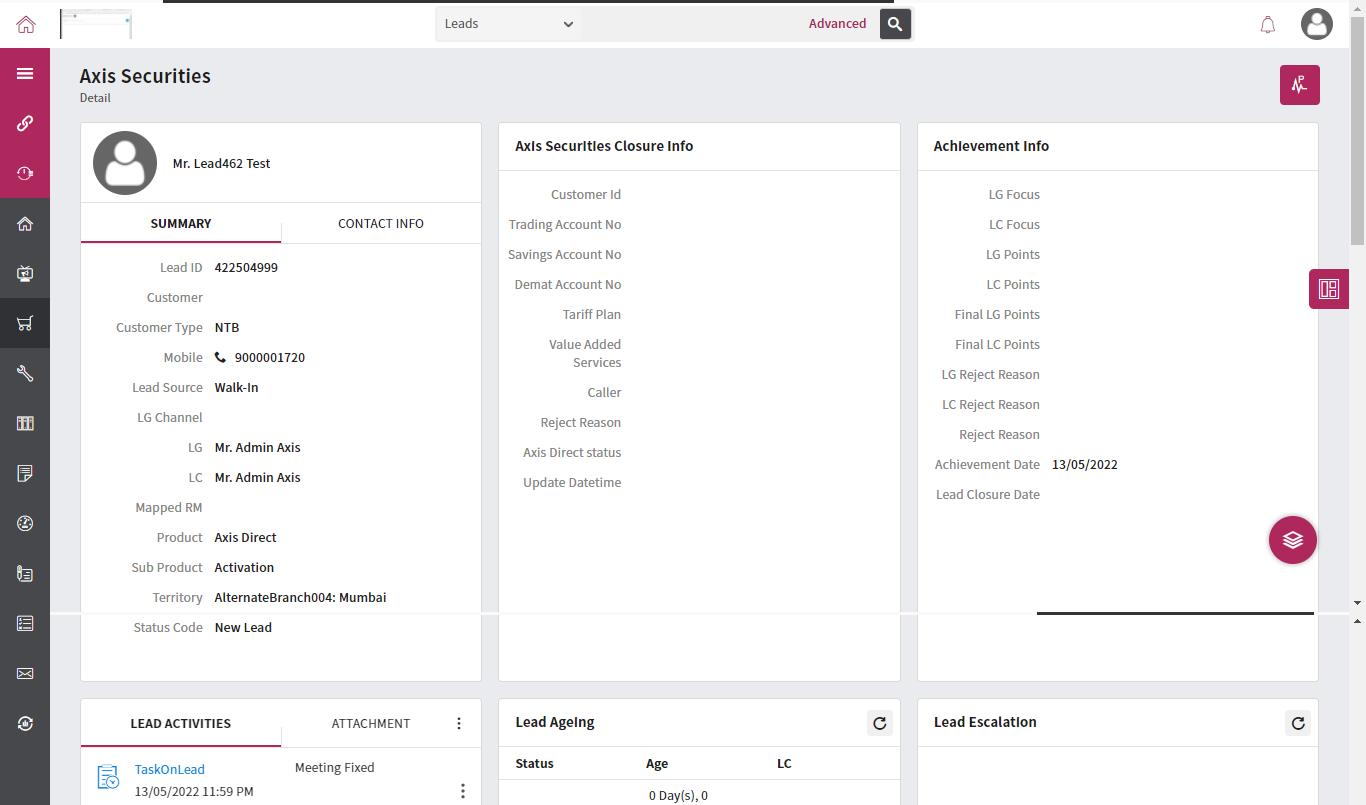 Leads
Advanced
Axis Securities
Detail
Mr. Lead462 Test
SUMMARY
CONTACT INFO
Lead ID 422504999
Customer
Customer Type NTB
Mobile 9000001720
Lead Source Walk-In
LG Channel
LG Mr. Admin Axis
LC Mr. Admin Axis
Mapped RM
Product Axis Direct
Sub Product Activation
Territory AlternateBranch004: Mumbai
Status Code New Lead
Axis Securities Closure Info
Customer Id
Trading Account No
Savings Account No
Demat Account No
Tariff Plan
Value Added
Services
Caller
Reject Reason
Axis Direct status
Update Datetime
Achievement Info
LG Focus
LC Focus
LG Points
LC Points
Final LG Points
Final LC Points
LG Reject Reason
LC Reject Reason
Reject Reason
Achievement Date 13/05/2022
Lead Closure Date
LEAD ACTIVITIES
ATTACHMENT
TaskOnLead Meeting Fixed
13/05/2022 11:59 PM
Lead Ageing
Status Age LC
0 Day(s), 0
Lead Escalation